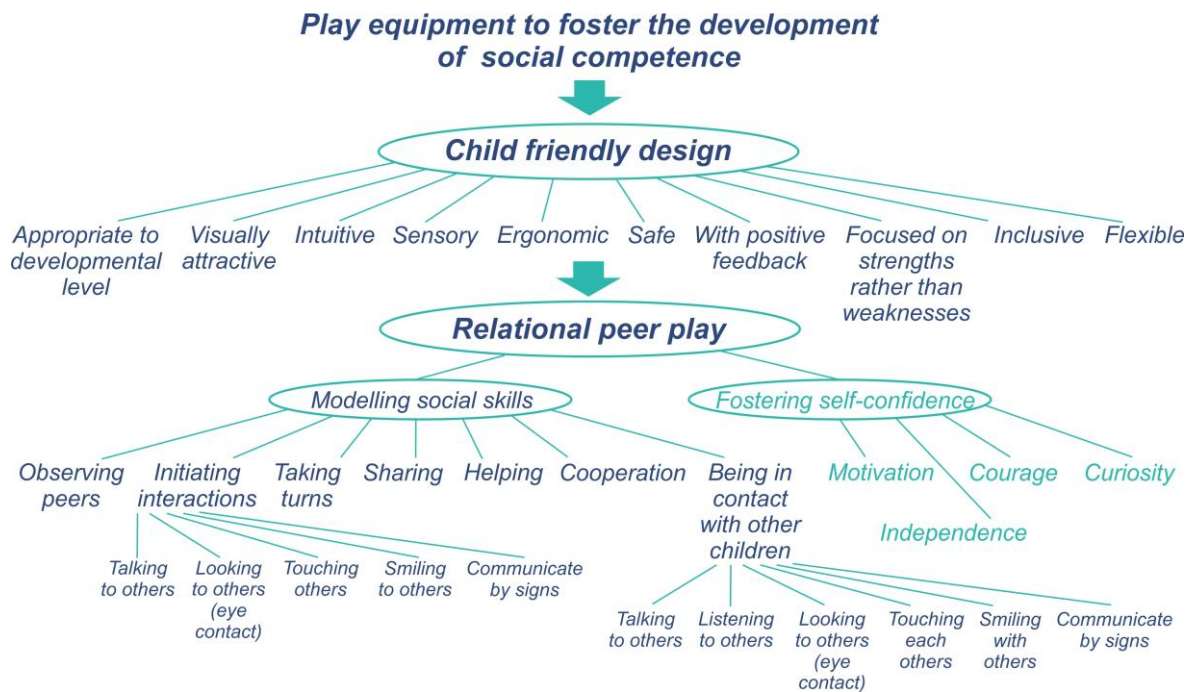 Play equipment to foster the development
of social competence
Child friendly design
Appropriate to
developmental
level
Visually
attractive
Intuitive
Sensory
Ergonomic
Safe
With positive
feedback
Focused on
strengths
rather than
weaknesses
Inclusive
Flexible
Relational peer play
Modelling social skills
Fostering self-confidence
Observing
peers
Initiating
interactions
Taking
turns
Sharing
Helping
Cooperation
Being in
contact
with other
children
Motivation
Courage
Curiosity
Independence
Talking
to others
Looking
to others
(eye
contact)
Touching
others
Smiling
to others
Communicate
by signs
Talking
to others
Listening
to others
Looking
to others
(eye
contact)
Touching
each
others
Smiling
with
others
Communicate
by signs